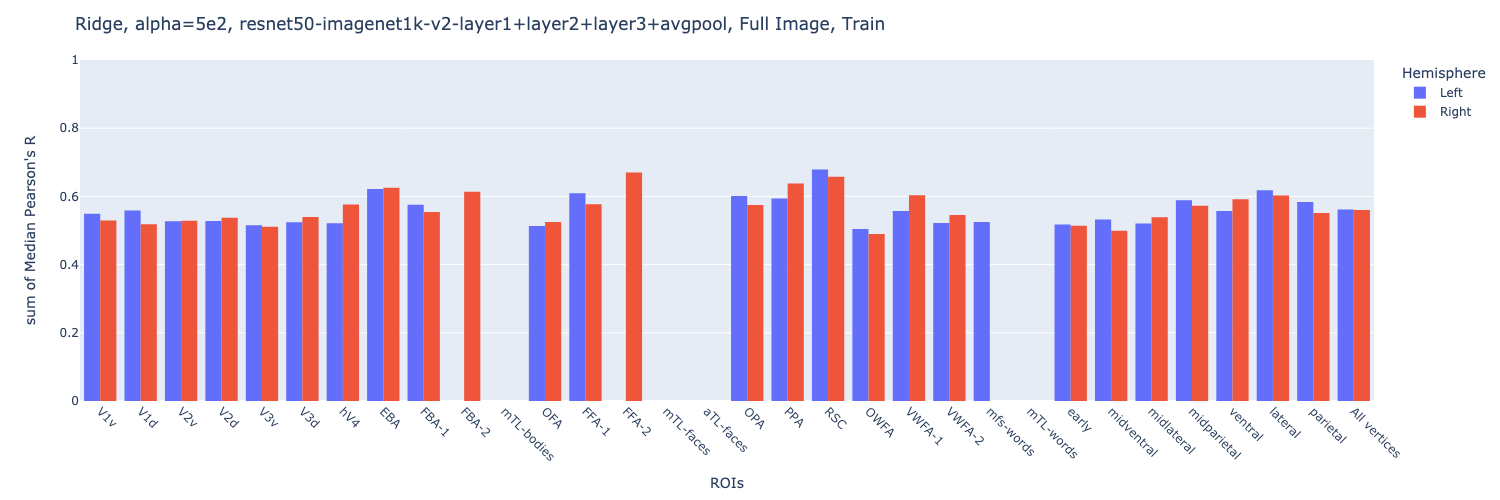 Ridge, alpha=5e2, resnet50-imagenet1k-v2-layer1+layer2+layer3+avgpool, Full Image, Train
Hemisphere
Left
Right
sum of Median Pearson's R
1
0.8
0.6
0.4
0.2
0
V1v
V1d
V2v
V2d
V3v
V3d
hV4
EBA
FBA-1
FBA-2
mTL-bodies
OFA
FFA-1
FFA-2
mTL-faces
aTL-faces
OPA
PPA
RSC
OWFA
VWFA-1
VWFA-2
mfs-words
mTL-words
early
midventral
midlateral
midparietal
ventral
lateral
parietal
All vertices
ROIs